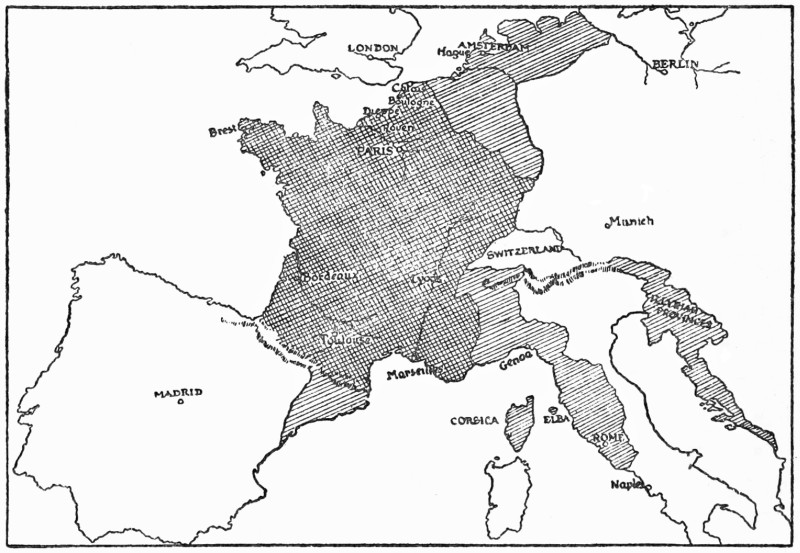 LONDON
AMSTERDAM
Hague
BERLIN
Calais
Boulogne
Dieppe
Rouen
Brest
PARIS
Munich
SWITZERLAND
Bordeaux
Lyons
ILLYRIAN
PROVINCES
Toulouse
Marseilles
Genoa
MADRID
CORSICA
ELBA
ROME
Naples